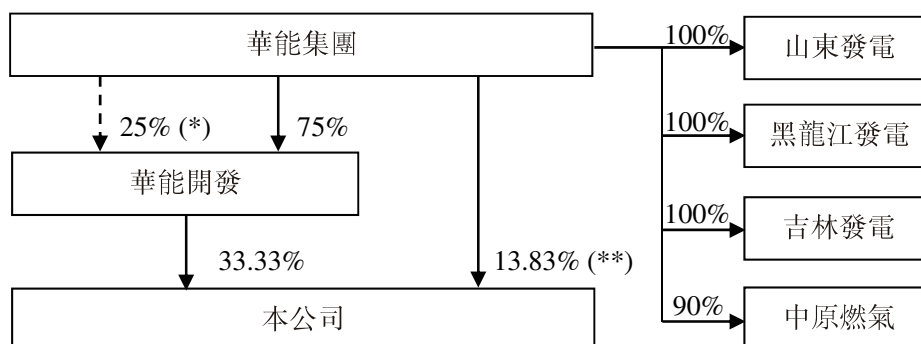 華能集團
100%
山東發電
25% (*)
75%
100%
黑龍江發電
華能開發
100%
吉林發電
33.33%
13.83% (**)
本公司
90%
中原燃氣